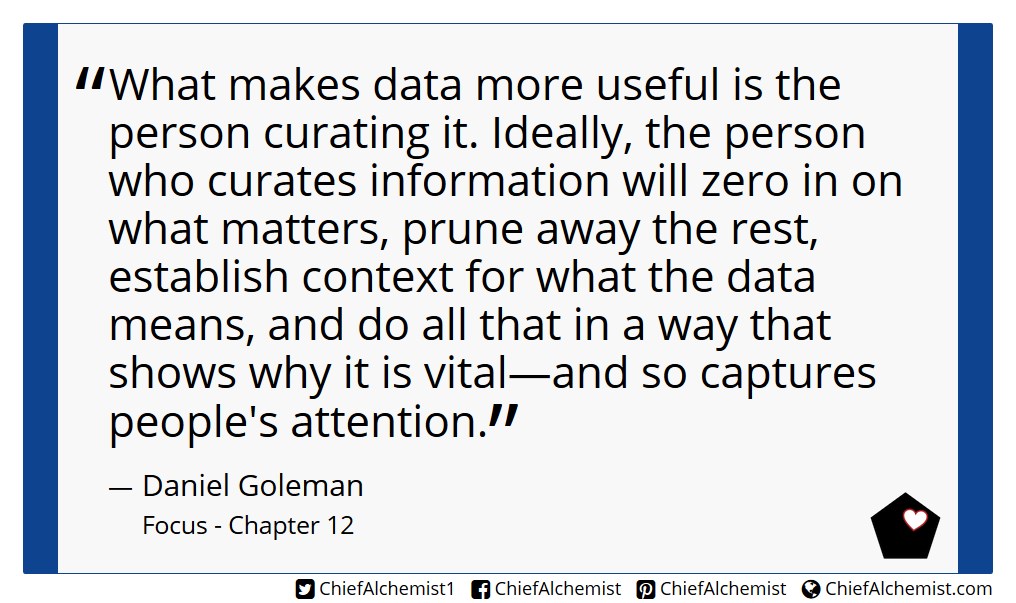 “What makes data more useful is the
person curating it. Ideally, the person
who curates information will zero in on
what matters, prune away the rest,
establish context for what the data
means, and do all that in a way that
shows why it is vital—and so captures
people's attention.”
— Daniel Goleman
Focus - Chapter 12
ChiefAlchemist1 ChiefAlchemist ChiefAlchemist ChiefAlchemist.com